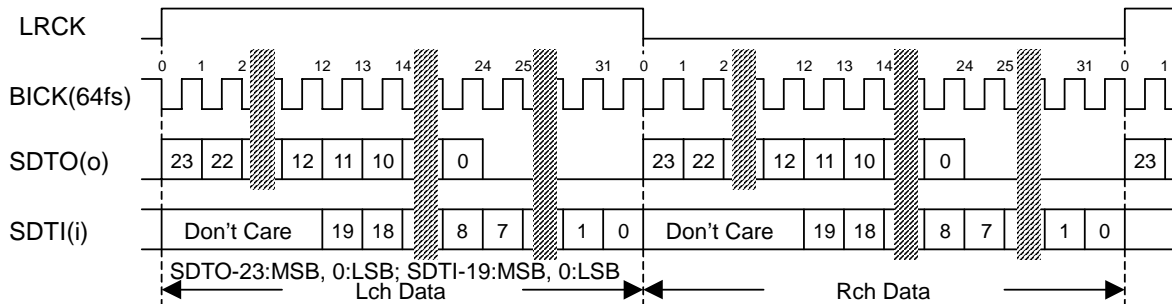 LRCK
0 1 2 12 13 14 24 25 31 0 1 2 12 13 14 24 25 31 0 1
BICK(64fs)
SDTO(o) 23 22 12 11 10 0 23 22 12 11 10 0 23
SDTI(i) Don't Care 19 18 8 7 1 0 Don't Care 19 18 8 7 1 0
SDTO-23:MSB, 0:LSB; SDTI-19:MSB, 0:LSB
Lch Data Rch Data